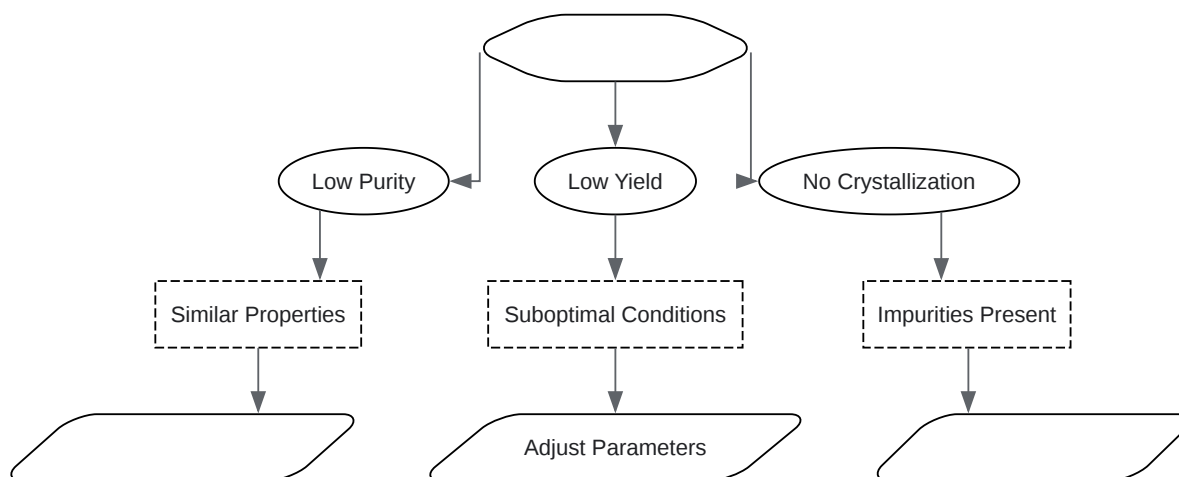 Low Purity
Low Yield
No Crystallization
Similar Properties
Suboptimal Conditions
Impurities Present
Adjust Parameters